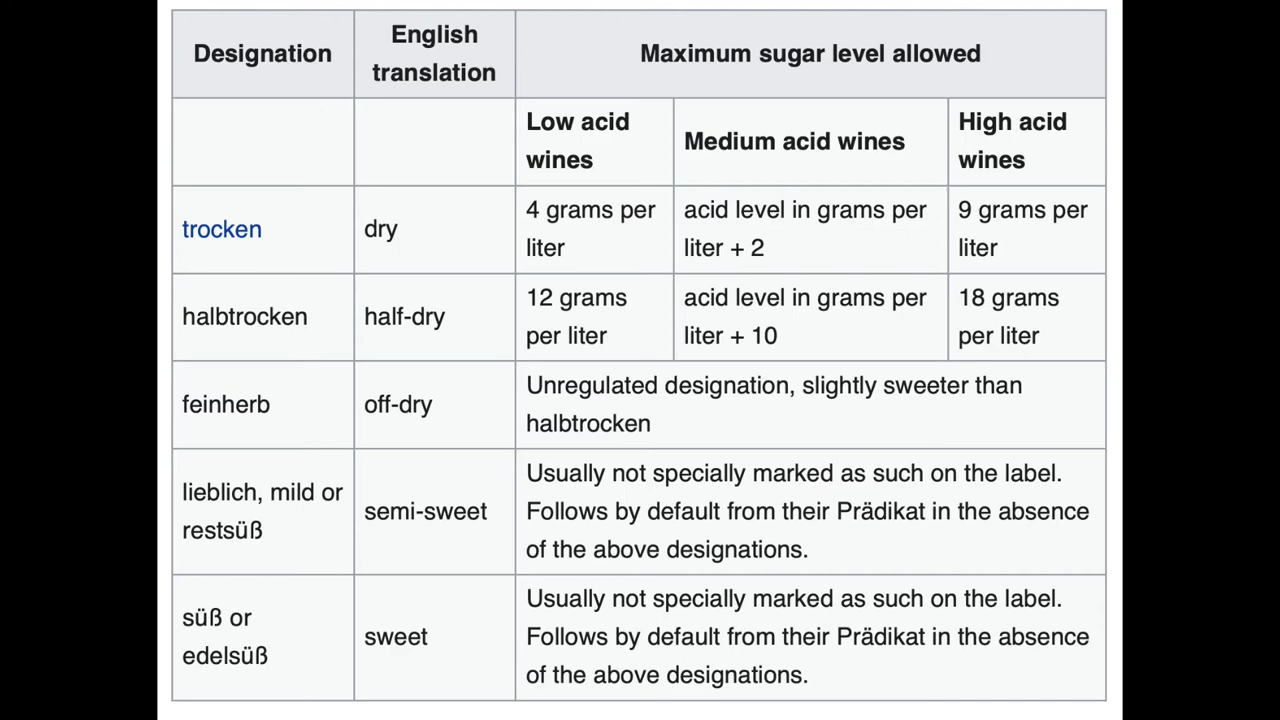 Designation
English
translation
Maximum sugar level allowed
Low acid
wines
Medium acid wines
High acid
wines
trocken
dry
4 grams per
liter
acid level in grams per
liter + 2
9 grams per
liter
halbtrocken
half-dry
12 grams
per liter
acid level in grams per
liter + 10
18 grams
per liter
feinherb
off-dry
Unregulated designation, slightly sweeter than
halbtrocken
lieblich, mild or
restsüß
semi-sweet
Usually not specially marked as such on the label.
Follows by default from their Prädikat in the absence
of the above designations.
süß or
edelsüß
sweet
Usually not specially marked as such on the label.
Follows by default from their Prädikat in the absence
of the above designations.